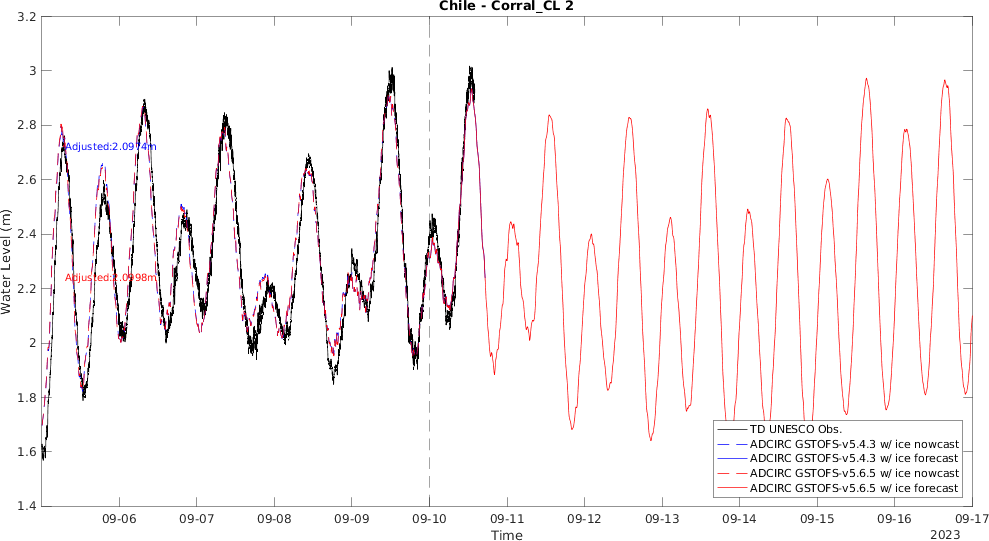 Chile - Corral_CL 2
3.2
3
2.8
2.6
2.4
2.2
2
1.8
1.6
1.4
Water Level (m)
Adjusted:2.0974m
Adjusted:2.0998m
TD UNESCO Obs.
ADCIRC GSTOFS-v5.4.3 w/ ice nowcast
ADCIRC GSTOFS-v5.4.3 w/ ice forecast
ADCIRC GSTOFS-v5.6.5 w/ ice nowcast
ADCIRC GSTOFS-v5.6.5 w/ ice forecast
09-06 09-07 09-08 09-09 09-10 09-11 09-12 09-13 09-14 09-15 09-16 09-17
Time
2023